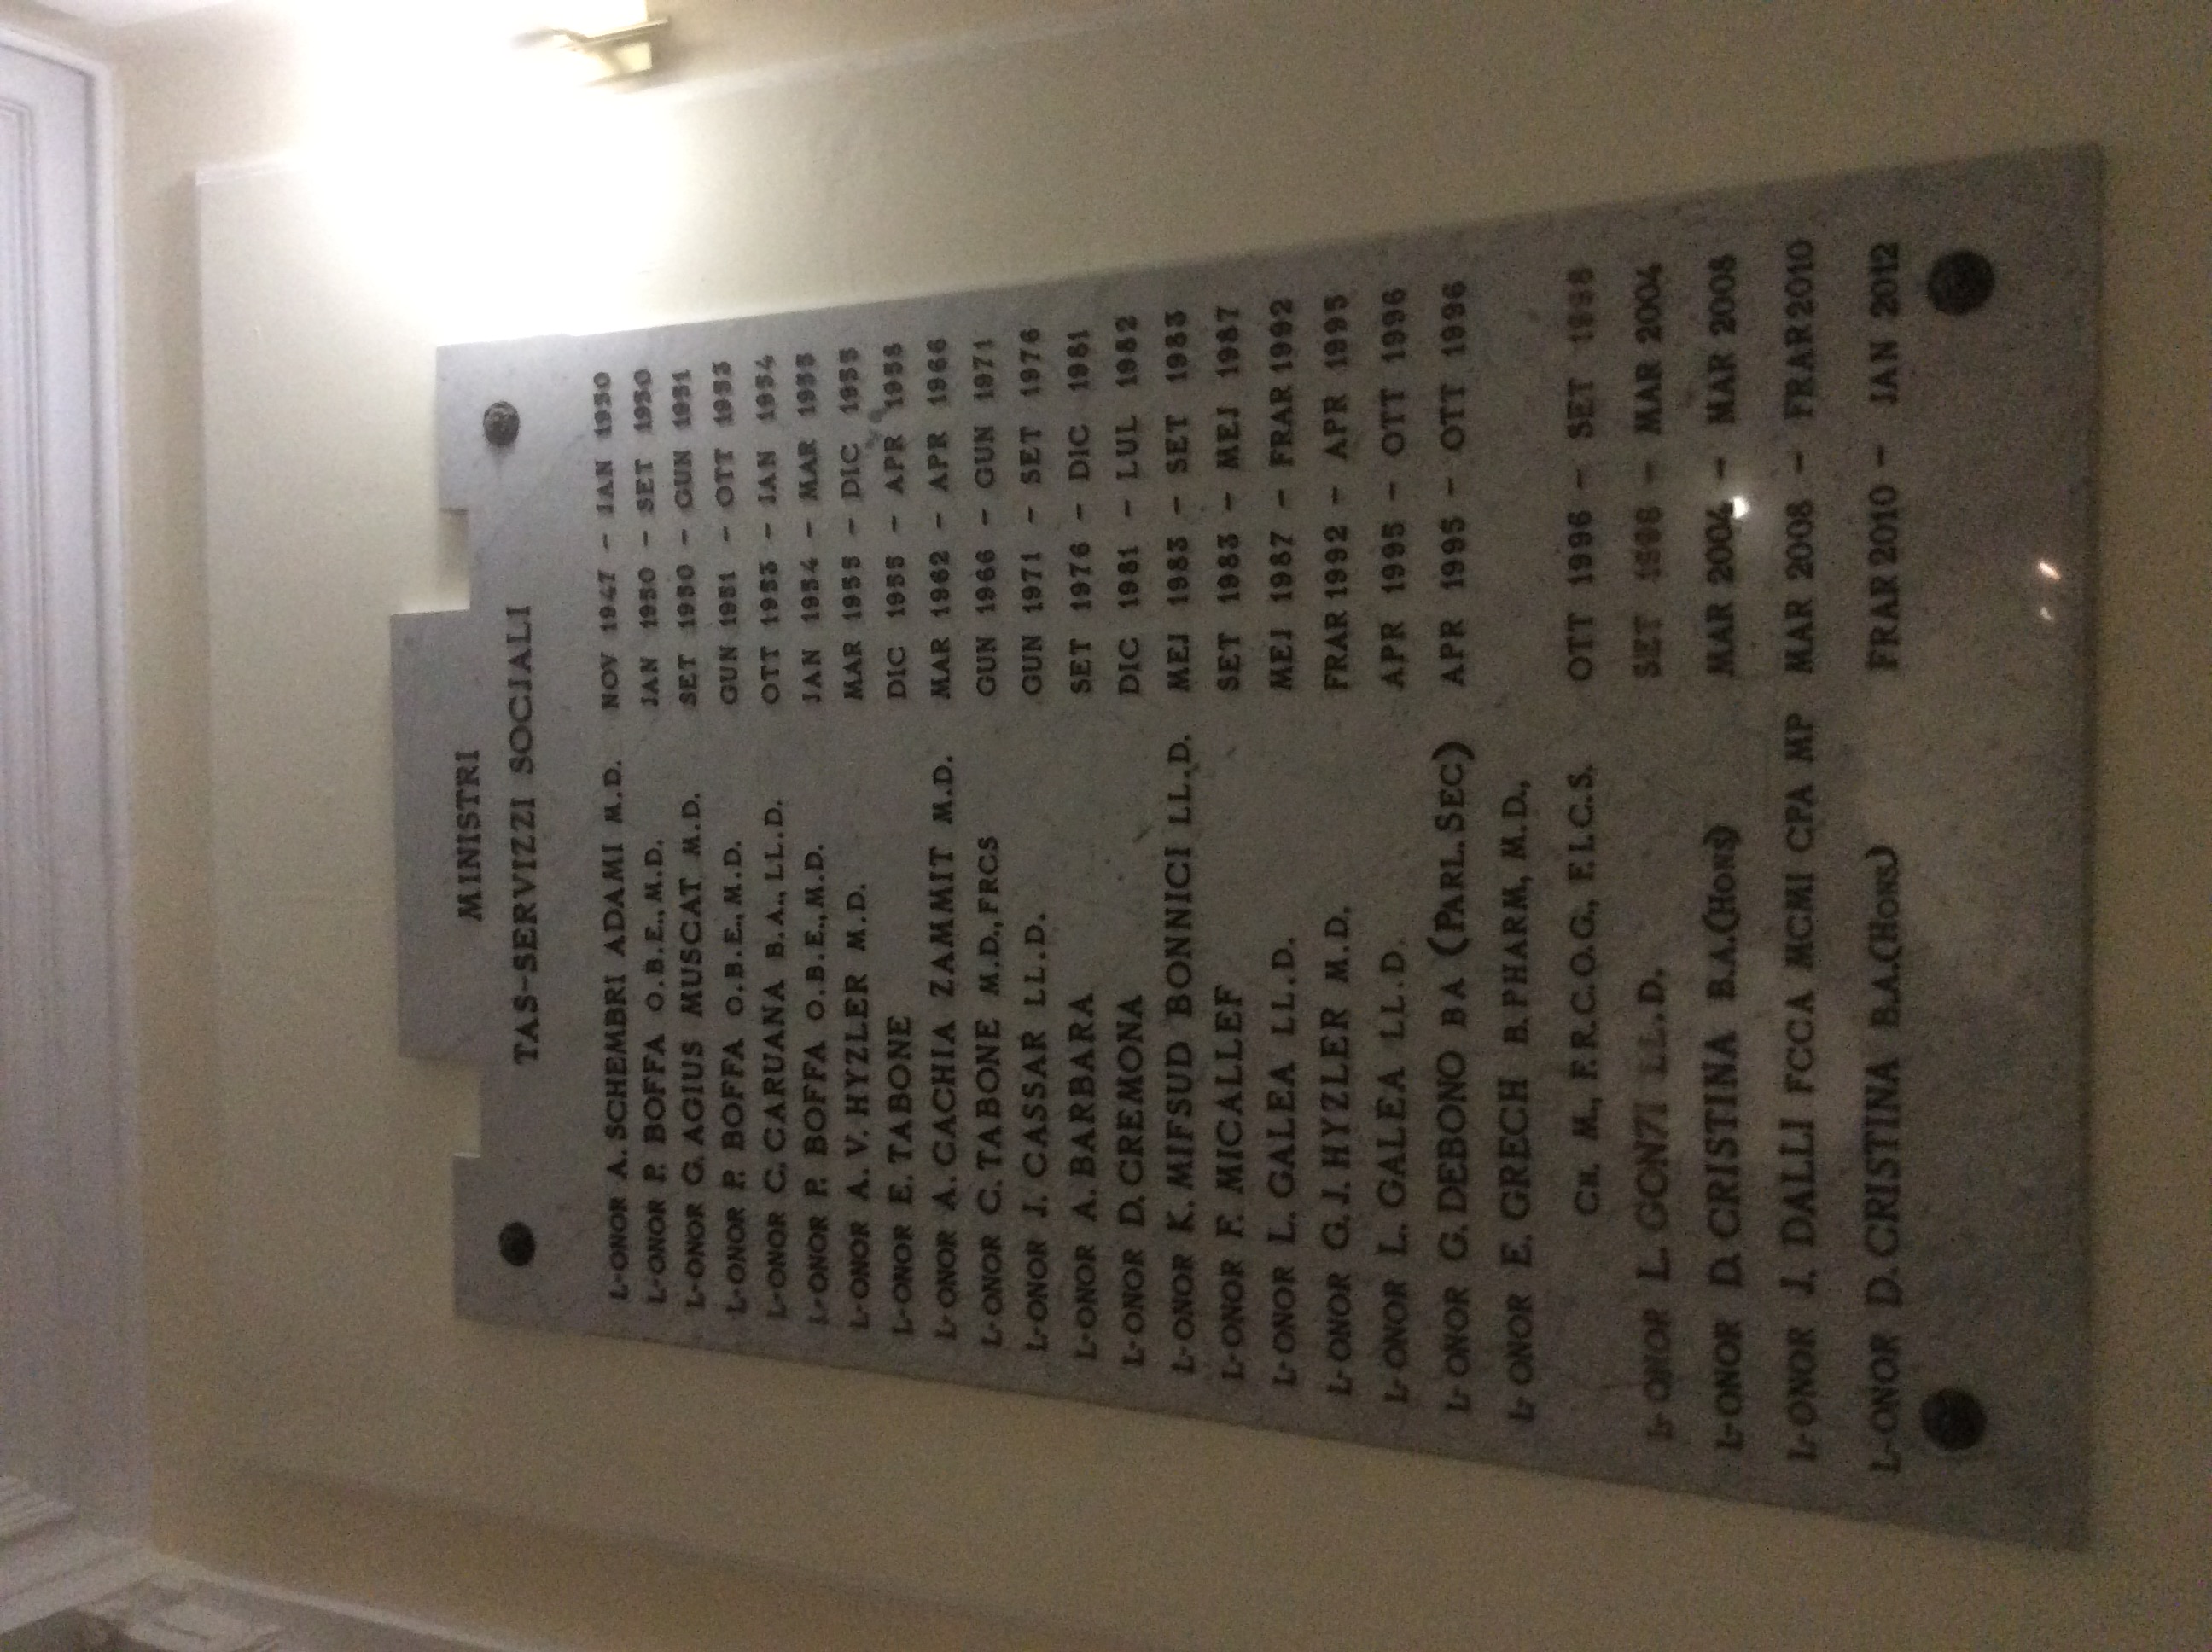 MINISTRI
TAS-SERVIZZI SOCJALI
L-ONOR A. SCHEMBRI ADAMI M.D. NOV 1947 - JAN 1950
L-ONOR P. BOFFA O.B.E., M.D. JAN 1950 - SET 1950
L-ONOR G. AGIUS MUSCAT M.D. SET 1950 - GUN 1951
L-ONOR P. BOFFA O.B.E., M.D. GUN 1951 - OTT 1953
L-ONOR C. CARUANA B.A., LL.D. OTT 1953 - JAN 1954
L-ONOR P. BOFFA O.B.E., M.D. JAN 1954 - MAR 1955
L-ONOR A. V. HYZLER M.D. MAR 1955 - DIC 1955
L-ONOR E. TABONE DIC 1955 - APR 1958
L-ONOR A. CACHIA ZAMMIT M.D. MAR 1962 - APR 1966
L-ONOR C. TABONE M.D., FRCS GUN 1966 - GUN 1971
L-ONOR J. CASSAR LL.D. GUN 1971 - SET 1976
L-ONOR A. BARBARA SET 1976 - DIC 1981
L-ONOR D. CREMONA DIC 1981 - LUL 1982
L-ONOR K. MIFSUD BONNICI LL.D. MEJ 1983 - SET 1983
L-ONOR F. MICALLEF SET 1983 - MEJ 1987
L-ONOR L. GALEA LL.D. MEJ 1987 - FRAR 1992
L-ONOR G. J. HYZLER M.D. FRAR 1992 - APR 1995
L-ONOR L. GALEA LL.D. APR 1995 - OTT 1996
L-ONOR G. DEBONO BA (PARL. SEC) APR 1995 - OTT 1996
L-ONOR E. GRECH B. PHARM, M.D.,
CH. M., F.R.C.O.G., F.I.C.S. OTT 1996 - SET 1998
L-ONOR L. GONZI LL.D. SET 1998 - MAR 2004
L-ONOR D. CRISTINA B.A.(HONS) MAR 2004 - MAR 2008
L-ONOR J. DALLI FCCA MCMI CPA MP MAR 2008 - FRAR 2010
L-ONOR D. CRISTINA B.A.(HONS) FRAR 2010 - JAN 2012